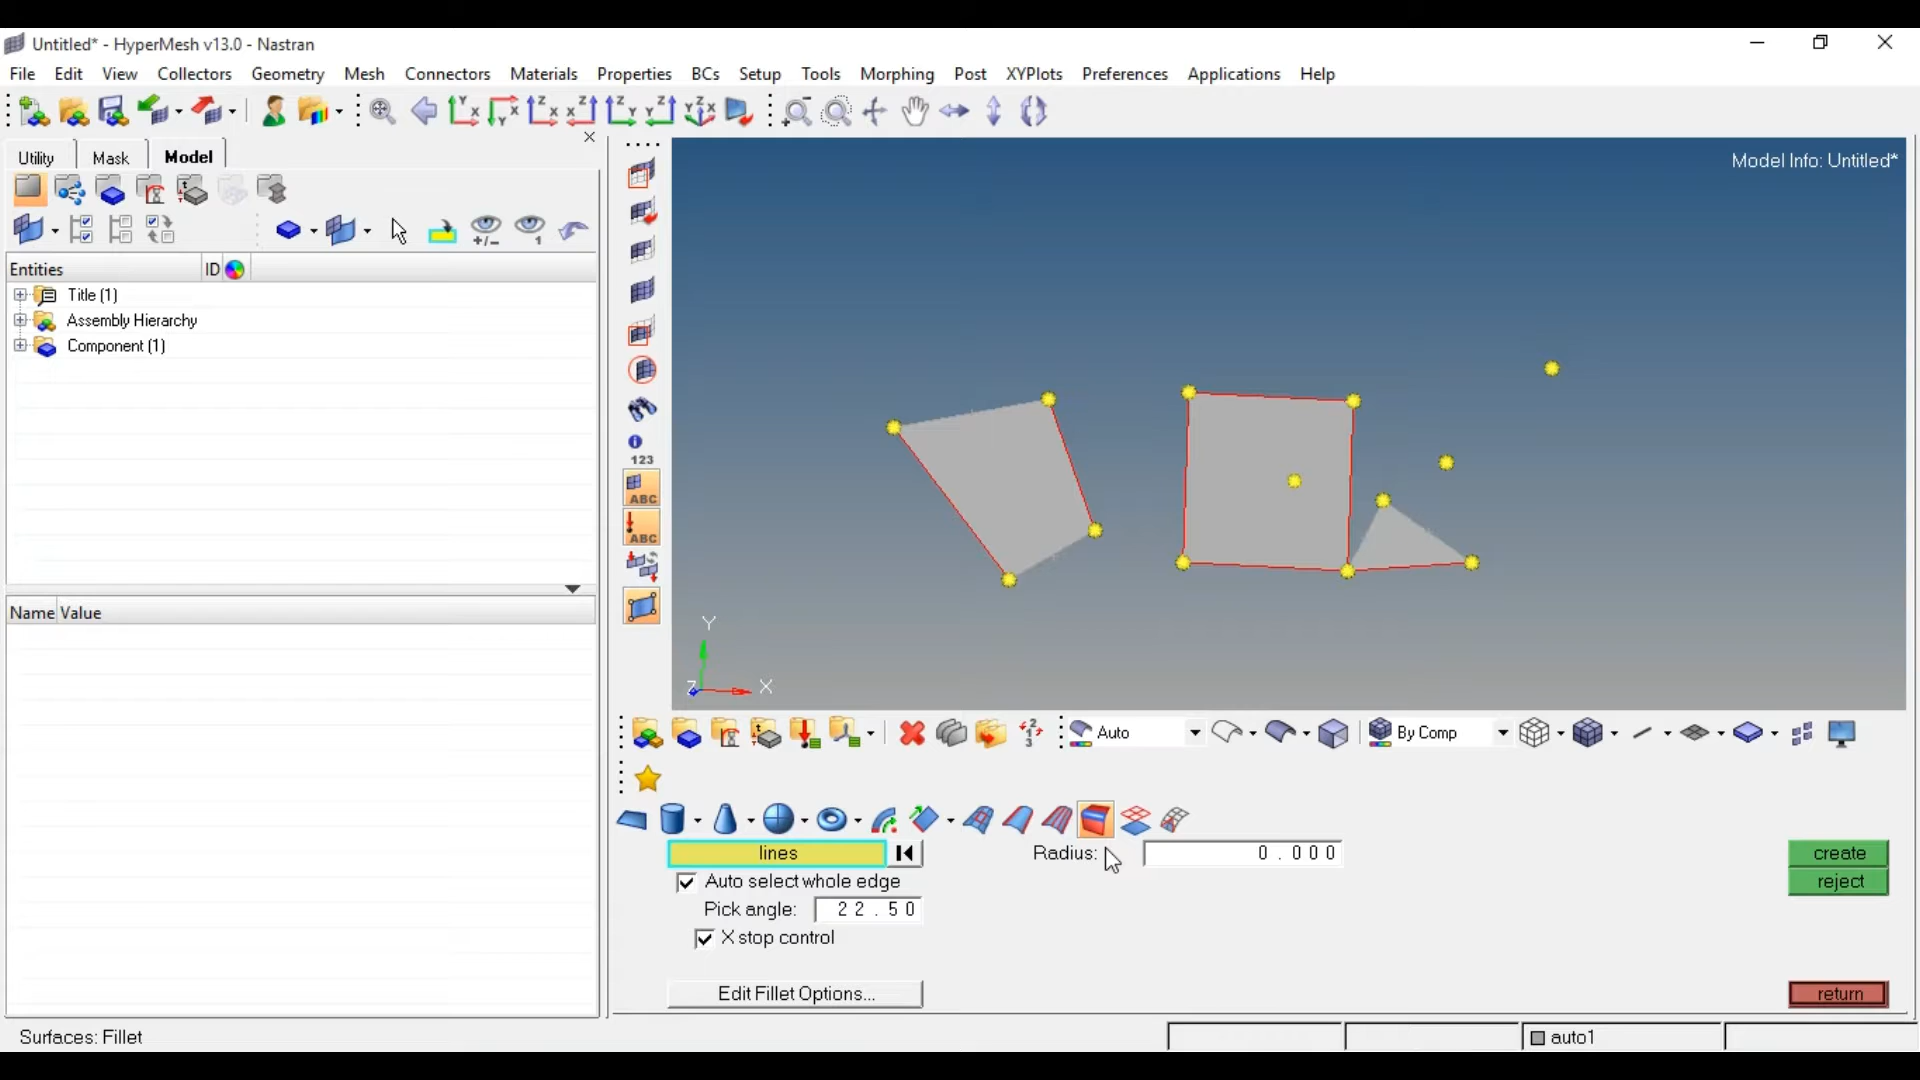 Untitled* - HyperMesh v13.0 - Nastran
File Edit View Collectors Geometry Mesh Connectors Materials Properties BCs Setup Tools Morphing Post XYPlots Preferences Applications Help
Utility Mask Model
Model Info: Untitled*
Entities ID
Title (1)
Assembly Hierarchy
Component (1)
123
ABC
ABC
Name Value
Y
Z X
Auto By Comp
lines Radius: 0.000 create
Auto select whole edge reject
Pick angle: 22.50
X stop control
Edit Fillet Options... return
Surfaces: Fillet auto1